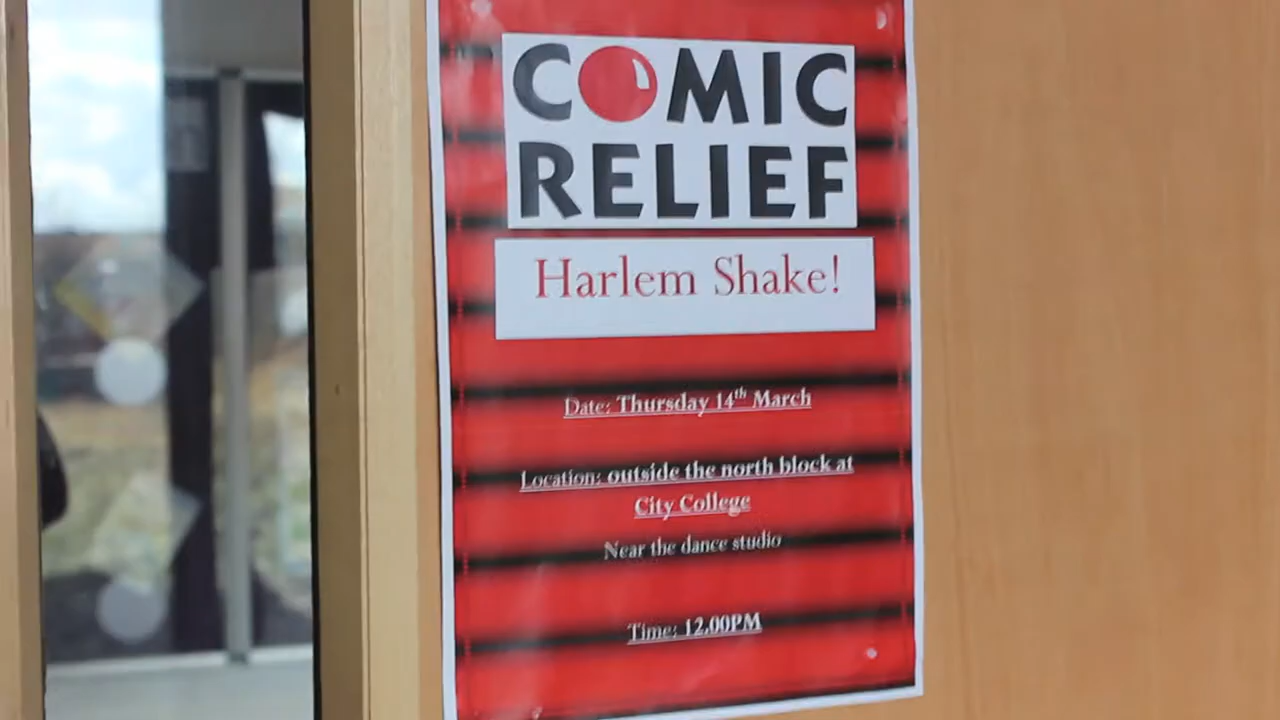 COMIC
RELIEF
Harlem Shake!
Date: Thursday 14th March
Location: outside the north block at
City College
Near the dance studio
Time: 12.00PM